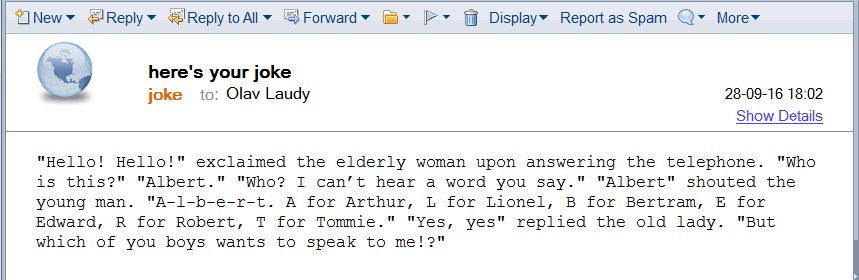 New Reply Reply to All Forward Display Report as Spam More
here's your joke
joke to: Olav Laudy 28-09-16 18:02
Show Details
"Hello! Hello!" exclaimed the elderly woman upon answering the telephone. "Who
is this?" "Albert." "Who? I can’t hear a word you say." "Albert" shouted the
young man. "A-l-b-e-r-t. A for Arthur, L for Lionel, B for Bertram, E for
Edward, R for Robert, T for Tommie." "Yes, yes" replied the old lady. "But
which of you boys wants to speak to me!?"